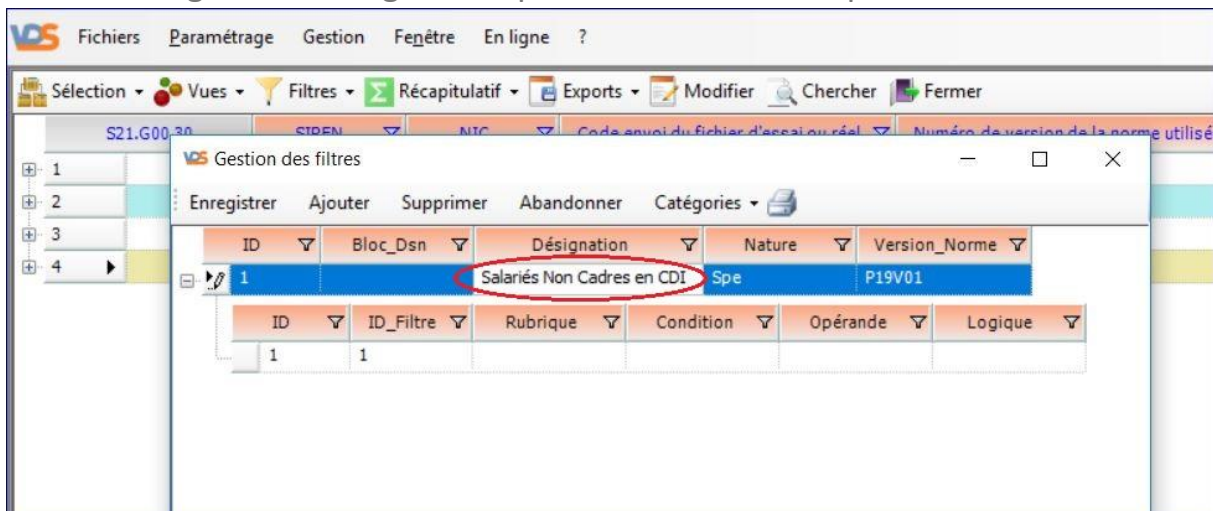 VDS Fichiers Paramétrage Gestion Fenêtre En ligne ?
Sélection Vues Filtres Récapitulatif Exports Modifier Chercher Fermer
S21.G00.30 SIREN NIC Code envoi du fichier d'essai ou réel Numéro de version de la norme utilisé
VDS Gestion des filtres
1
2
3
4
Enregistrer Ajouter Supprimer Abandonner Catégories
ID Bloc_Dsn Désignation Nature Version_Norme
1 Salariés Non Cadres en CDI Spe P19V01
ID ID_Filtre Rubrique Condition Opérande Logique
1 1